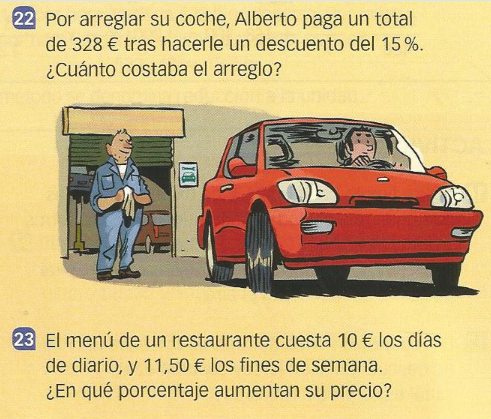 22 Por arreglar su coche, Alberto paga un total
de 328 € tras hacerle un descuento del 15 %.
¿Cuánto costaba el arreglo?
23 El menú de un restaurante cuesta 10 € los días
de diario, y 11,50 € los fines de semana.
¿En qué porcentaje aumentan su precio?